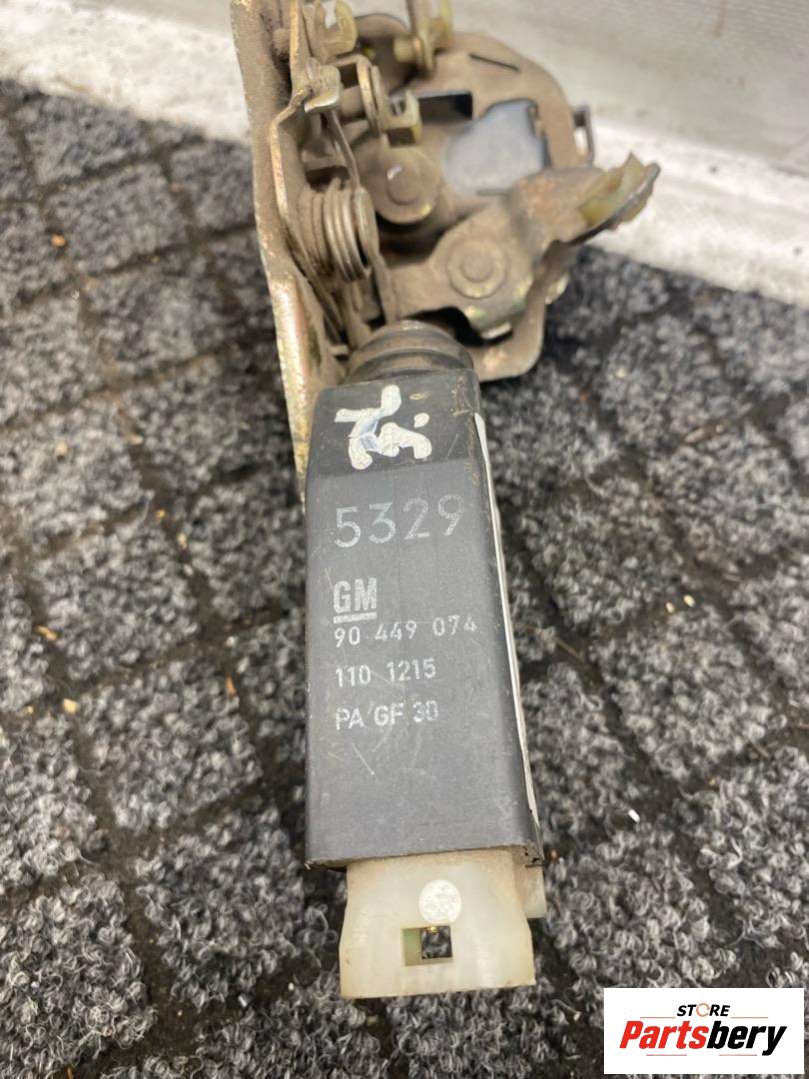 5329
GM
90 449 074
110 1215
PA GF 30
STORE
Partsbery